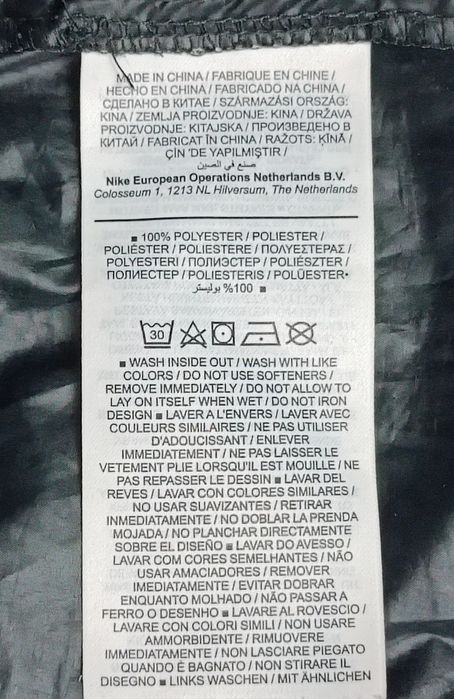 MADE IN CHINA / FABRIQUE EN CHINE /
HECHO EN CHINA / FABRICADO NA CHINA /
СДЕЛАНО В КИТАЕ / SZÁRMAZÁSI ORSZÁG:
KINA / ZEMLJA PROIZVODNJE: KINA / DRŽAVA
PROIZVODNJE: KITAJSKA / ПРОИЗВЕДЕНО В
КИТАЙ / FABRICAT ÎN CHINA / RAŽOTS: ĶĪNĀ /
ÇİN 'DE YAPILMIŞTIR /
صنع في الصين
Nike European Operations Netherlands B.V.
Colosseum 1, 1213 NL Hilversum, The Netherlands
■ 100% POLYESTER / POLIESTER /
POLIÉSTER / POLIESTERE / ΠΟΛΥΕΣΤΕΡΑΣ /
POLYESTERI / ПОЛИЭСТЕР / POLIÉSZTER /
ПОЛИЕСТЕР / POLIESTERIS / POLÜESTER•
■ %100 بوليستر
30
■ WASH INSIDE OUT / WASH WITH LIKE
COLORS / DO NOT USE SOFTENERS /
REMOVE IMMEDIATELY / DO NOT ALLOW TO
LAY ON ITSELF WHEN WET / DO NOT IRON
DESIGN ■ LAVER A L'ENVERS / LAVER AVEC
COULEURS SIMILAIRES / NE PAS UTILISER
D'ADOUCISSANT / ENLEVER
IMMEDIATEMENT / NE PAS LAISSER LE
VETEMENT PLIE LORSQU'IL EST MOUILLE / NE
PAS REPASSER LE DESSIN ■ LAVAR DEL
REVES / LAVAR CON COLORES SIMILARES /
NO USAR SUAVIZANTES / RETIRAR
INMEDIATAMENTE / NO DOBLAR LA PRENDA
MOJADA / NO PLANCHAR DIRECTAMENTE
SOBRE EL DISEÑO ■ LAVAR DO AVESSO /
LAVAR COM CORES SEMELHANTES / NÃO
USAR AMACIADORES / REMOVER
IMEDIATAMENTE / EVITAR DOBRAR
ENQUANTO MOLHADO / NÃO PASSAR A
FERRO O DESENHO ■ LAVARE AL ROVESCIO /
LAVARE CON COLORI SIMILI / NON USARE
AMMORBIDENTE / RIMUOVERE
IMMEDIATAMENTE / NON LASCIARE PIEGATO
QUANDO È BAGNATO / NON STIRARE IL
DISEGNO ■ LINKS WASCHEN / MIT ÄHNLICHEN